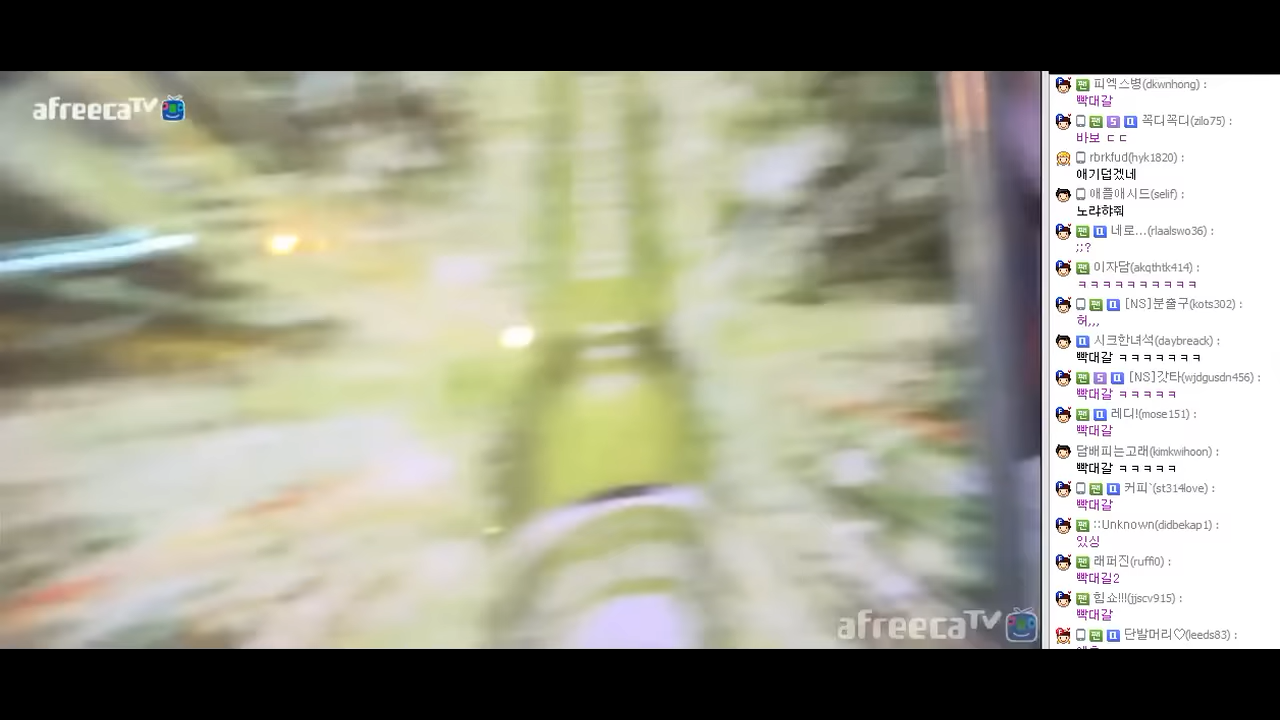 afreecaTV
피엑스병(dkwnhong) :
빡대갈
꼭디꼭디(zilo75) :
바보 ㄷㄷ
rbrkfud(hyk1820) :
애기덥겠네
애플애시드(selif) :
노랴햐줘
네로...(rlaalswo36) :
;;?
이자담(akqthtk414) :
ㅋㅋㅋㅋㅋㅋㅋㅋㅋㅋ
[NS]분출구(kots302) :
허,,,
시크한녀석(daybreack) :
빡대갈 ㅋㅋㅋㅋㅋㅋㅋ
[NS]갓타(wjdgusdn456) :
빡대갈 ㅋㅋㅋㅋㅋ
레디!(mose151) :
빡대갈
담배피는고래(kimkwihoon) :
빡대갈 ㅋㅋㅋㅋㅋ
커피`(st314love) :
빡대갈
::Unknown(didbekap1) :
있싱
래퍼진(ruffi0) :
빡대길2
힘쇼!!!(jjscv915) :
빡대갈
단발머리♡(leeds83) :
afreecaTV